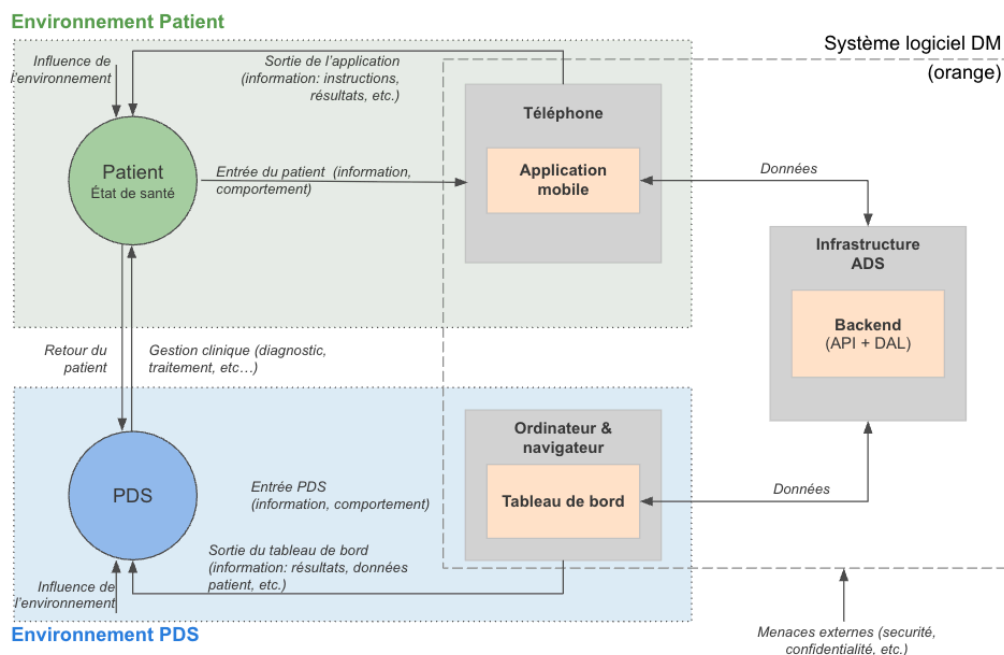 Environnement Patient
Influence de
l'environnement
Sortie de l'application
(information: instructions,
résultats, etc.)
Système logiciel DM
(orange)
Téléphone
Patient
État de santé
Entrée du patient (information,
comportement)
Application
mobile
Données
Infrastructure
ADS
Backend
(API + DAL)
Retour du
patient
Gestion clinique (diagnostic,
traitement, etc…)
Ordinateur &
navigateur
PDS
Entrée PDS
(information, comportement)
Tableau de bord
Données
Sortie du tableau de bord
(information: résultats, données
patient, etc.)
Influence de
l'environnement
Environnement PDS
Menaces externes (securité,
confidentialité, etc.)